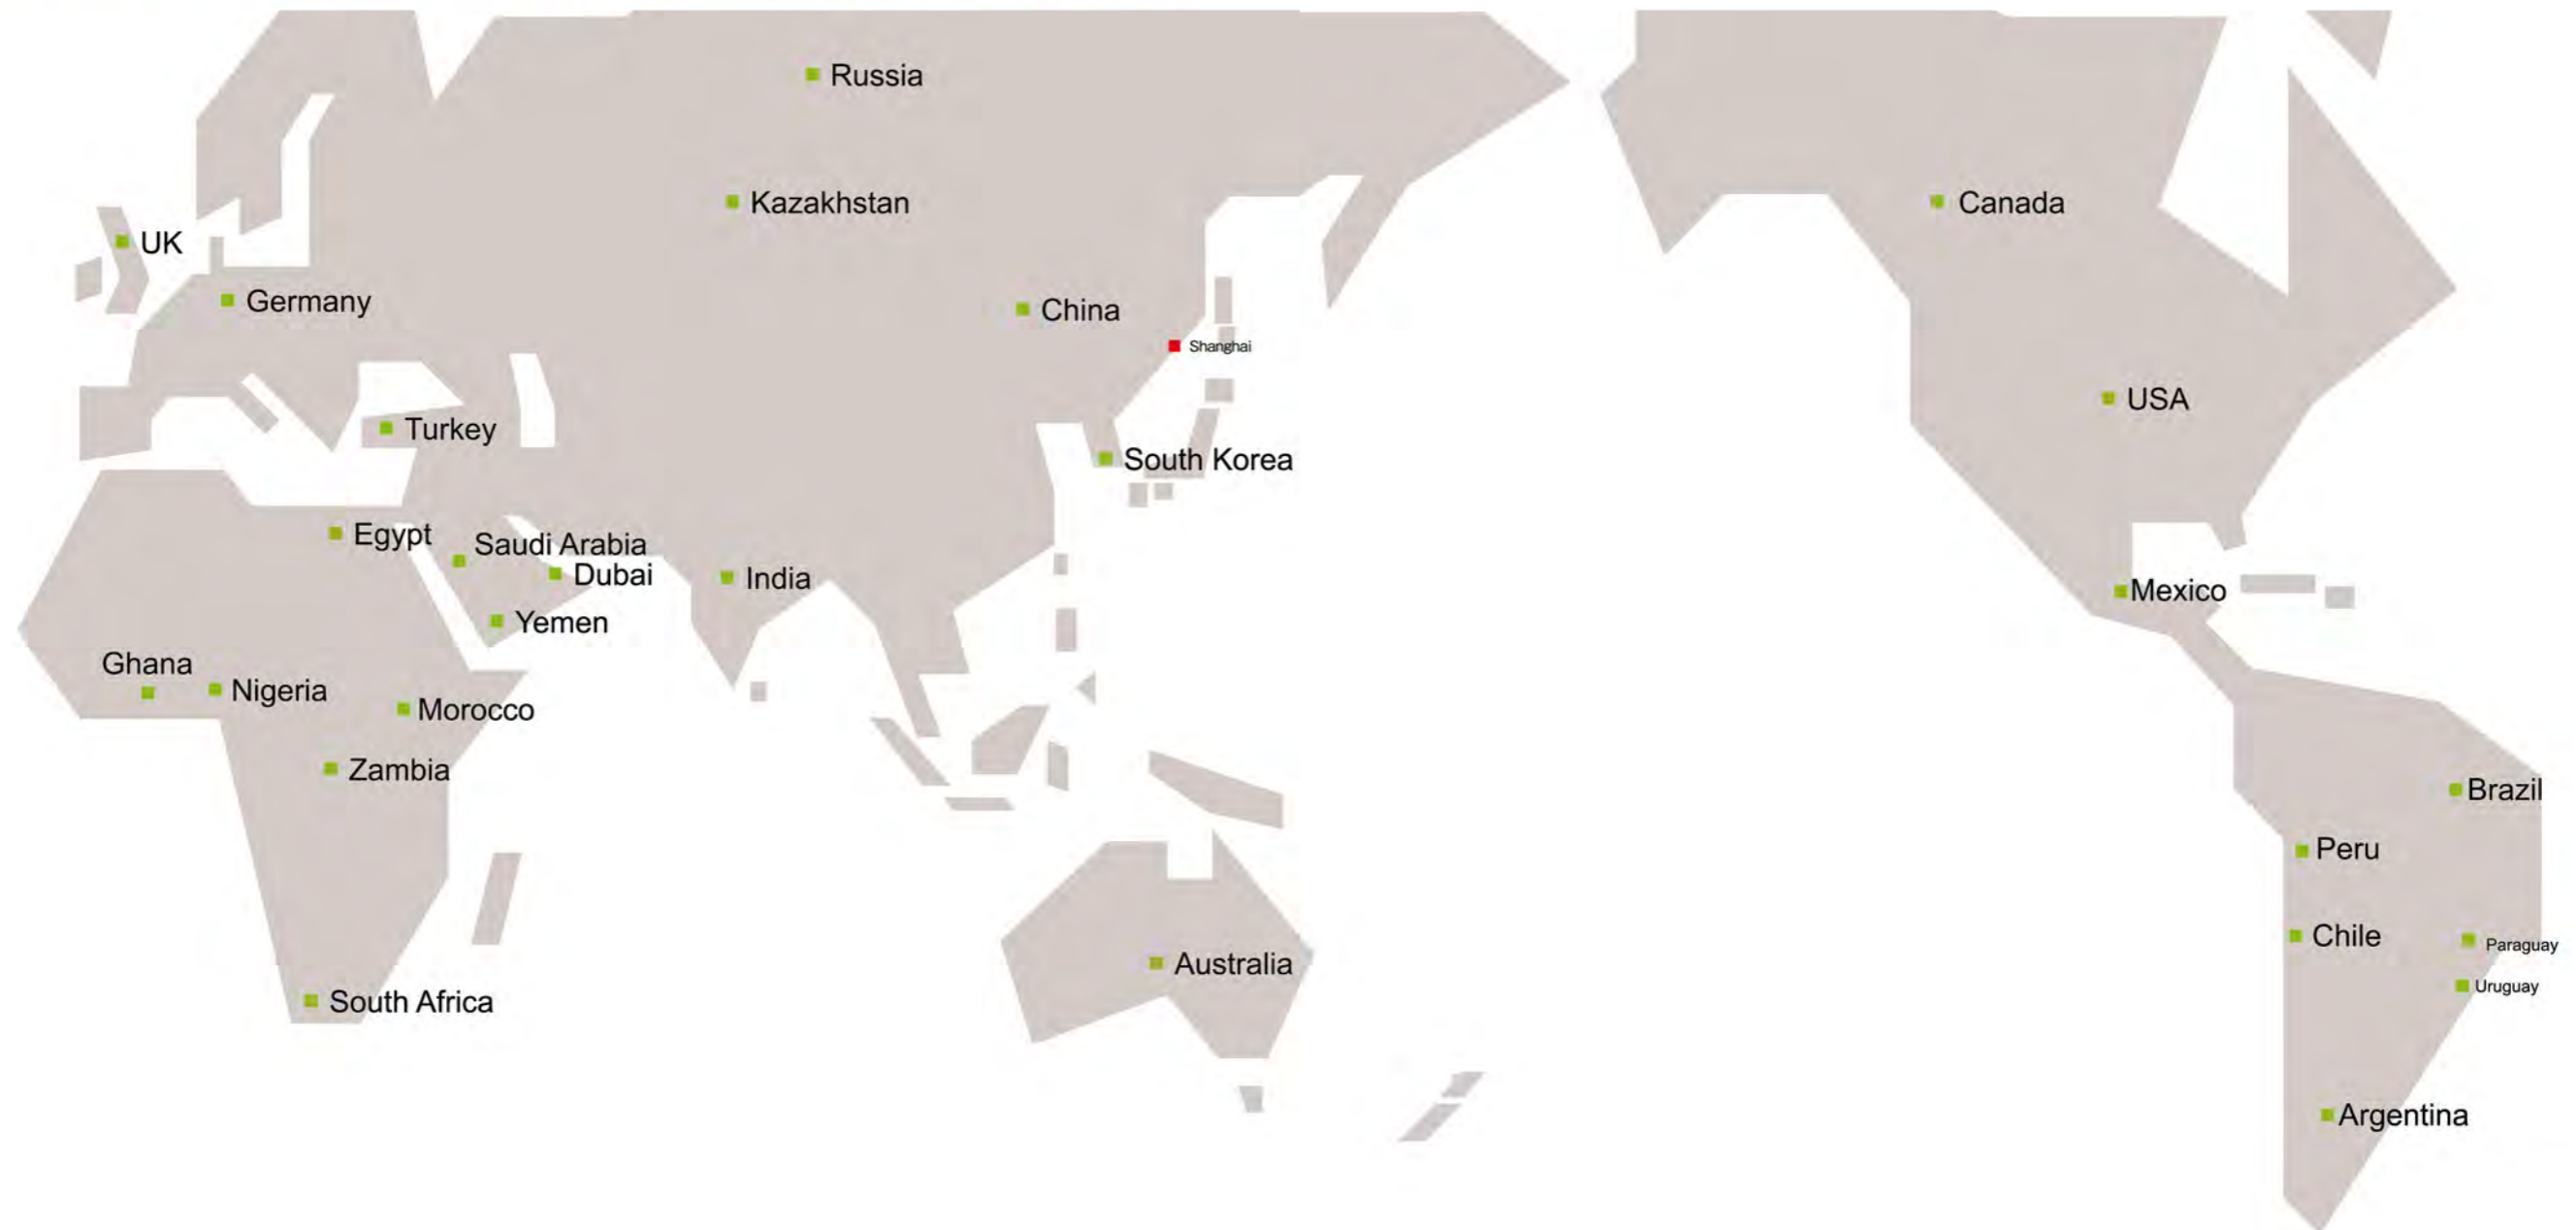 Russia
Kazakhstan
Canada
UK
Germany
China
Shanghai
USA
Turkey
South Korea
Egypt
Saudi Arabia
Dubai
India
Mexico
Yemen
Ghana
Nigeria
Morocco
Zambia
Brazil
Peru
Chile
Paraguay
Australia
Uruguay
South Africa
Argentina